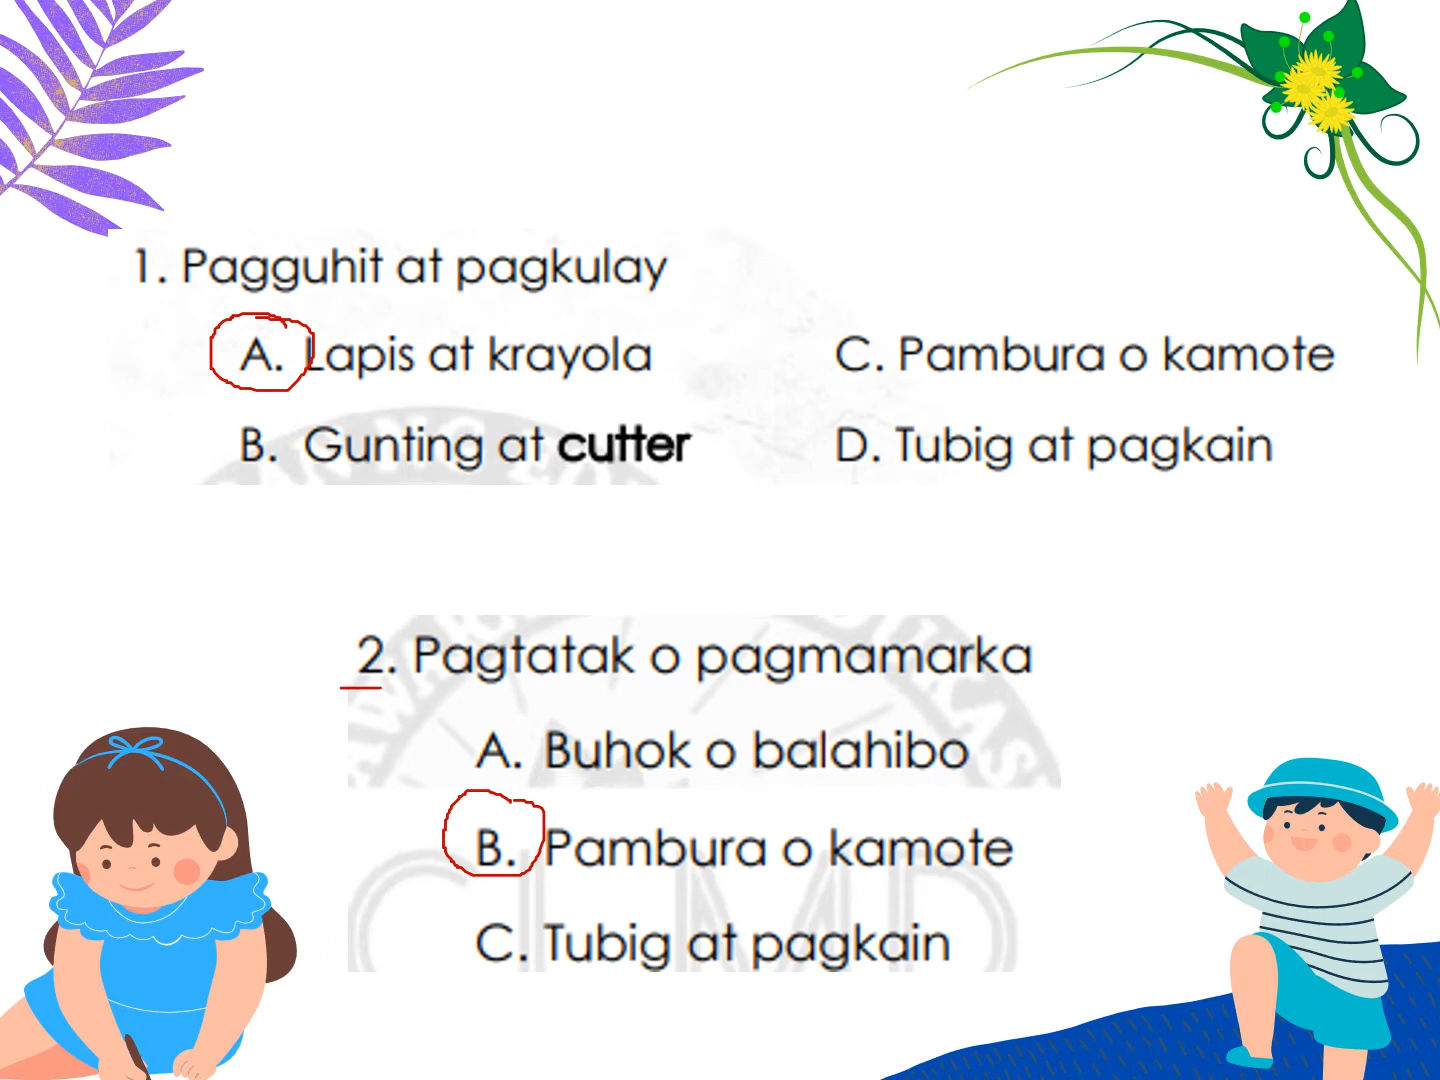 1. Pagguhit at pagkulay
A. Lapis at krayola
C. Pambura o kamote
B. Gunting at cutter
D. Tubig at pagkain
2. Pagtatak o pagmamarka
A. Buhok o balahibo
B. Pambura o kamote
C. Tubig at pagkain
CLMD